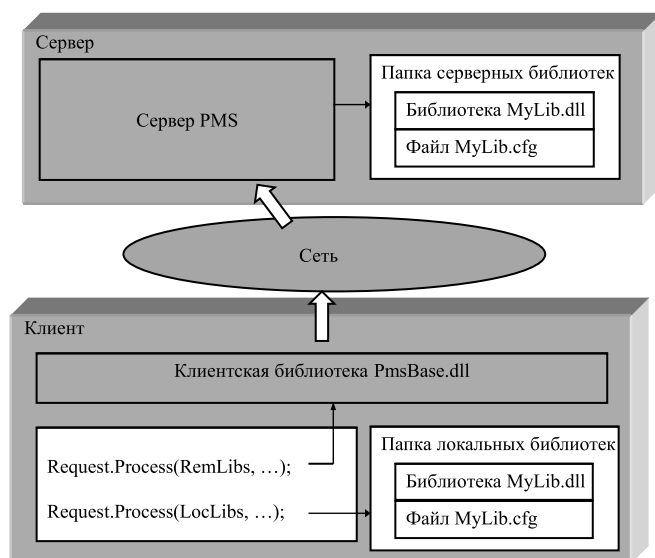 Сервер
Сервер PMS
Папка серверных библиотек
Библиотека MyLib.dll
Файл MyLib.cfg
Сеть
Клиент
Клиентская библиотека PmsBase.dll
Request.Process(RemLibs, …);
Request.Process(LocLibs, …);
Папка локальных библиотек
Библиотека MyLib.dll
Файл MyLib.cfg